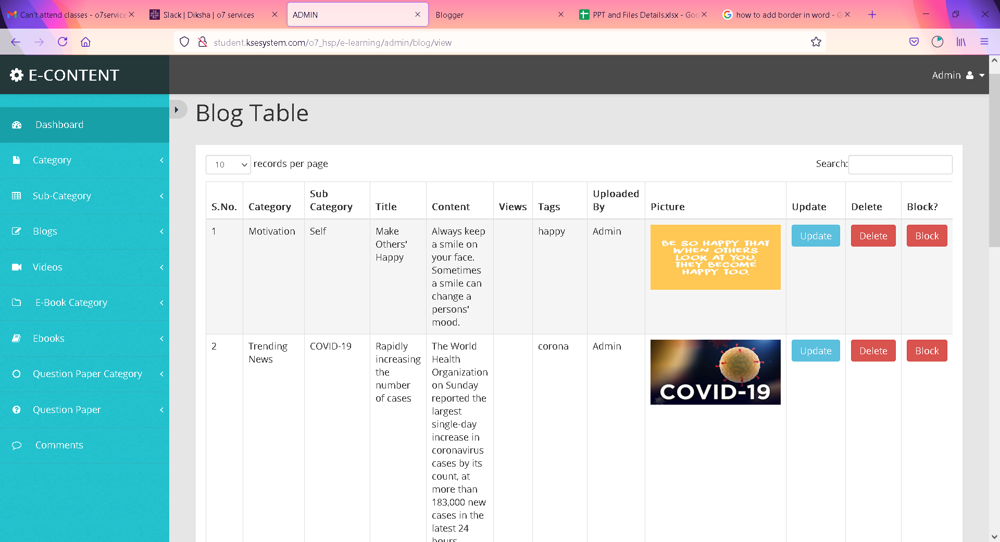 Can't attend classes - o7service
Slack | Diksha | o7 services
ADMIN
Blogger
PPT and Files Details.xlsx - Goo
how to add border in word - G
student.ksesystem.com/o7_hsp/e-learning/admin/blog/view
E-CONTENT
Admin
Dashboard
Category
Sub-Category
Blogs
Videos
E-Book Category
Ebooks
Question Paper Category
Question Paper
Comments
Blog Table
10 records per page
Search:
S.No.
Category
Sub
Category
Title
Content
Views
Tags
Uploaded
By
Picture
Update
Delete
Block?
1
Motivation
Self
Make
Others'
Happy
Always keep
a smile on
your face.
Sometimes
a smile can
change a
persons'
mood.
happy
Admin
BE SO HAPPY THAT
WHEN OTHERS
LOOK AT YOU,
THEY BECOME
HAPPY TOO.
Update
Delete
Block
2
Trending
News
COVID-19
Rapidly
increasing
the
number
of cases
The World
Health
Organization
on Sunday
reported the
largest
single-day
increase in
coronavirus
cases by its
count, at
more than
183,000 new
cases in the
latest 24
hours
corona
Admin
COVID-19
Update
Delete
Block